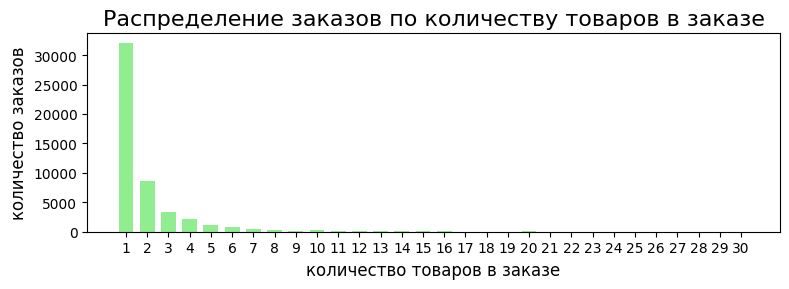 Распределение заказов по количеству товаров в заказе
количество заказов
30000
25000
20000
15000
10000
5000
0
1 2 3 4 5 6 7 8 9 10 11 12 13 14 15 16 17 18 19 20 21 22 23 24 25 26 27 28 29 30
количество товаров в заказе